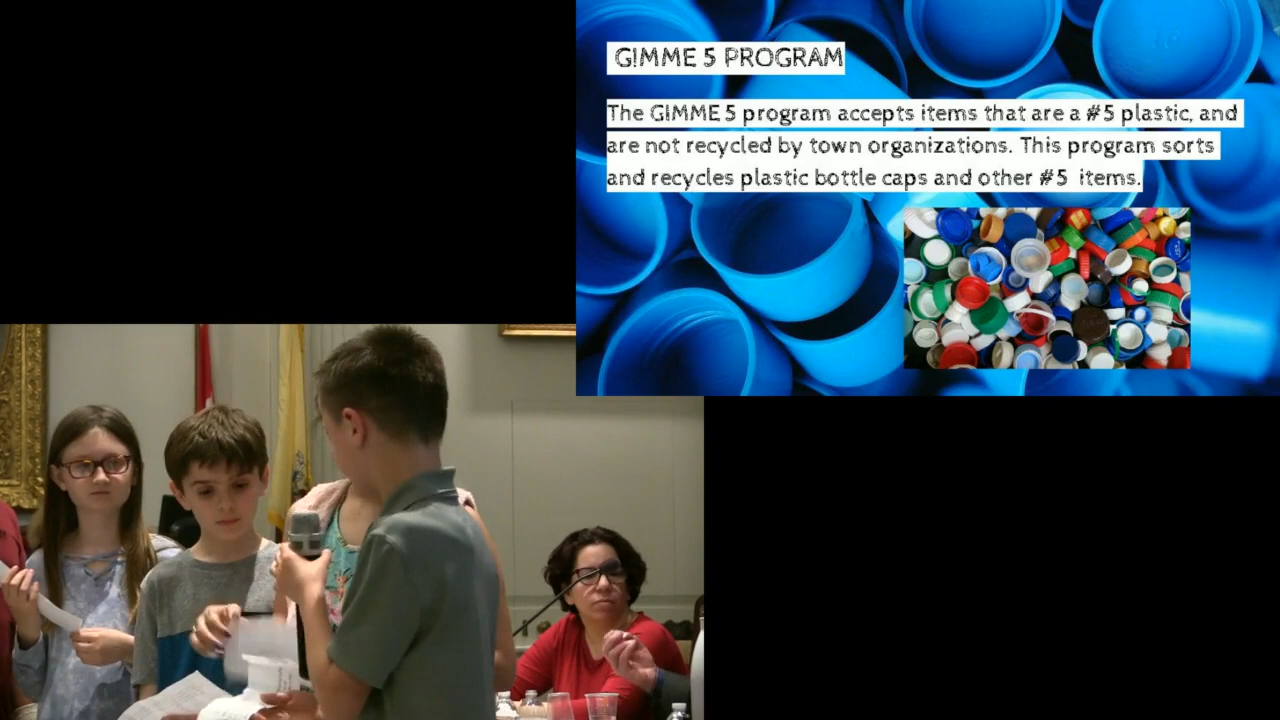 GIMME 5 PROGRAM
The GIMME 5 program accepts items that are a #5 plastic, and
are not recycled by town organizations. This program sorts
and recycles plastic bottle caps and other #5 items.